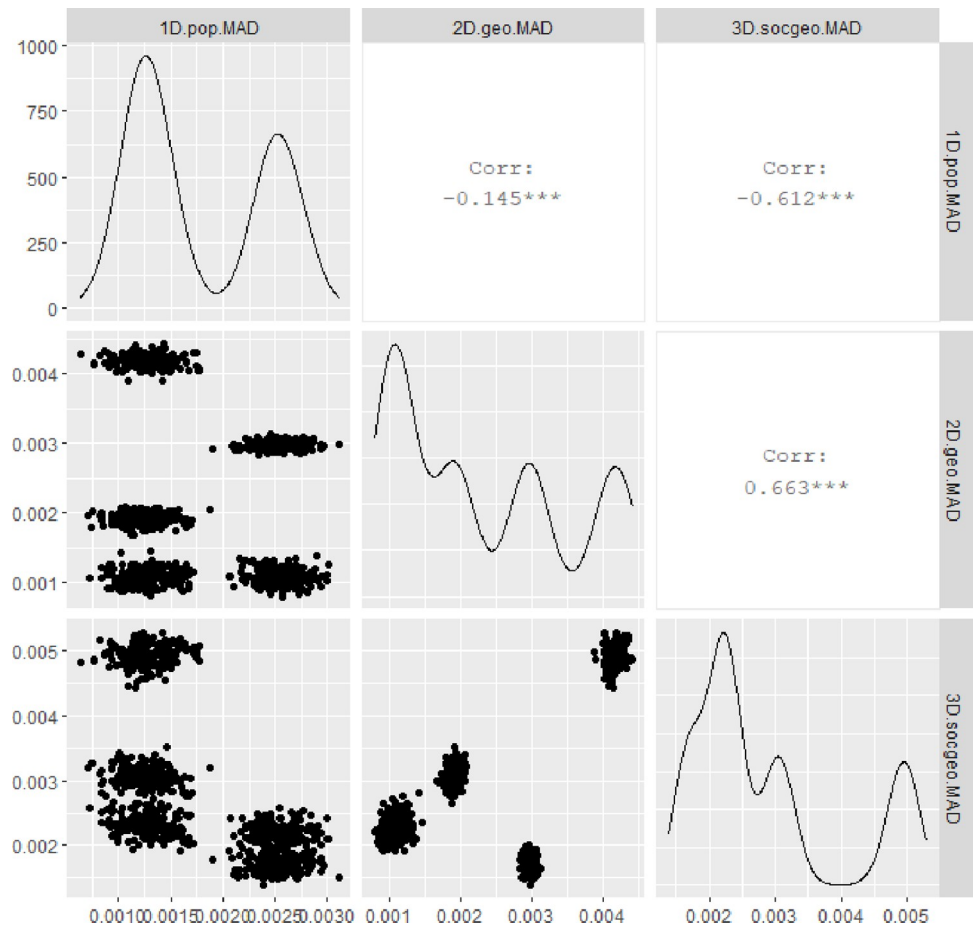 1D.pop.MAD
2D.geo.MAD
3D.socgeo.MAD
1000
750
500
250
0
Corr:
-0.145***
Corr:
-0.612***
1D.pop.MAD
0.004
0.003
0.002
0.001
Corr:
0.663***
2D.geo.MAD
0.005
0.004
0.003
0.002
3D.socgeo.MAD
0.0010 0.0015 0.0020 0.0025 0.0030
0.001 0.002 0.003 0.004
0.002 0.003 0.004 0.005